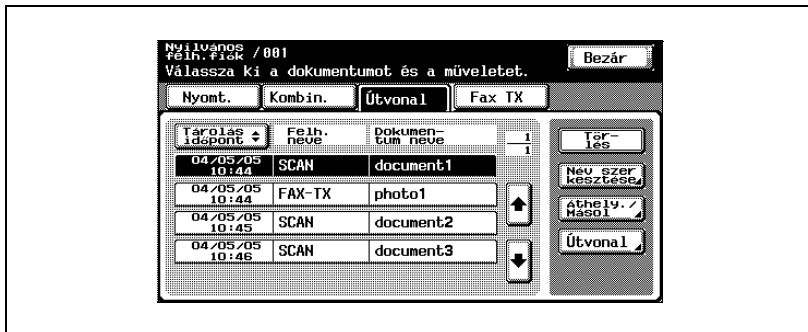 Nyilvános
félh.fiók /001
Válassza ki a dokumentumot és a műveletet.
Bezár
Nyomt. Kombin. Útvonal Fax TX
Tárolás Felh. Dokumen-
időpont neve tum neve
1
1
04/05/05
10:44 SCAN document1
04/05/05
10:44 FAX-TX photo1
04/05/05
10:45 SCAN document2
04/05/05
10:46 SCAN document3
Tör-
lés
Név szer
kesztése
Áthely./
Másol
Útvonal